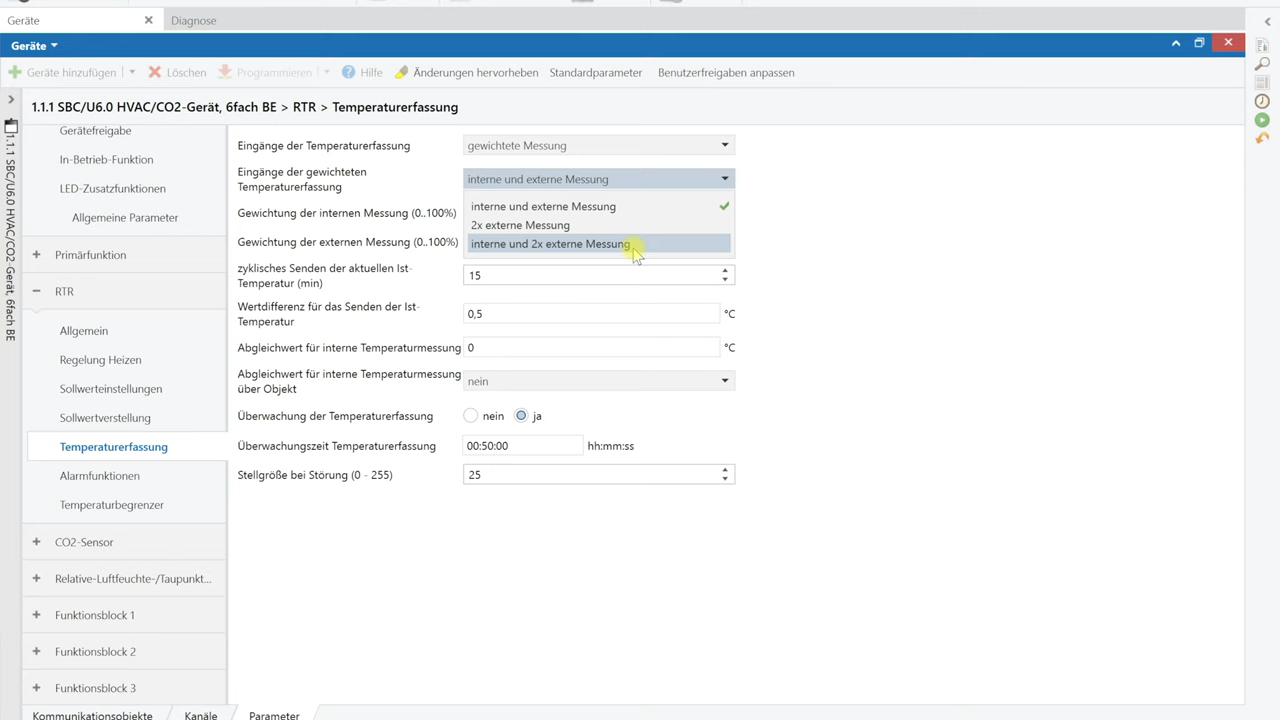 Geräte
Diagnose
Geräte
Geräte hinzufügen
Löschen
Programmieren
Hilfe
Änderungen hervorheben
Standardparameter
Benutzerfreigaben anpassen
1.1.1 SBC/U6.0 HVAC/CO2-Gerät, 6fach BE > RTR > Temperaturerfassung
1.1.1 SBC/U6.0 HVAC/CO2-Gerät, 6fach BE
Gerätefreigabe
In-Betrieb-Funktion
LED-Zusatzfunktionen
Allgemeine Parameter
Primärfunktion
RTR
Allgemein
Regelung Heizen
Sollwerteinstellungen
Sollwertverstellung
Temperaturerfassung
Alarmfunktionen
Temperaturbegrenzer
CO2-Sensor
Relative-Luftfeuchte-/Taupunkt...
Funktionsblock 1
Funktionsblock 2
Funktionsblock 3
Eingänge der Temperaturerfassung
gewichtete Messung
Eingänge der gewichteten
Temperaturerfassung
interne und externe Messung
interne und externe Messung
2x externe Messung
interne und 2x externe Messung
Gewichtung der internen Messung (0..100%)
Gewichtung der externen Messung (0..100%)
zyklisches Senden der aktuellen Ist-
Temperatur (min)
15
Wertdifferenz für das Senden der Ist-
Temperatur
0,5 °C
Abgleichwert für interne Temperaturmessung
0 °C
Abgleichwert für interne Temperaturmessung
über Objekt
nein
Überwachung der Temperaturerfassung
nein ja
Überwachungszeit Temperaturerfassung
00:50:00 hh:mm:ss
Stellgröße bei Störung (0 - 255)
25
Kommunikationsobjekte
Kanäle
Parameter